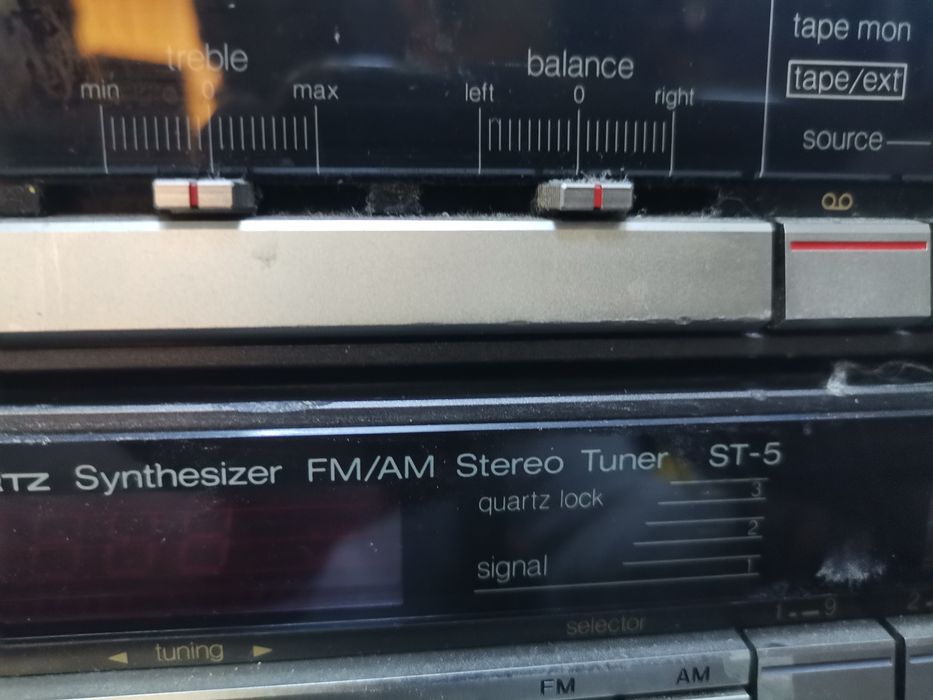 treble
min 0 max
balance
left 0 right
tape mon
tape/ext
source
Synthesizer FM/AM Stereo Tuner ST-5
quartz lock
3
2
signal 1
selector
1 - - 9
◄ tuning ►
FM AM